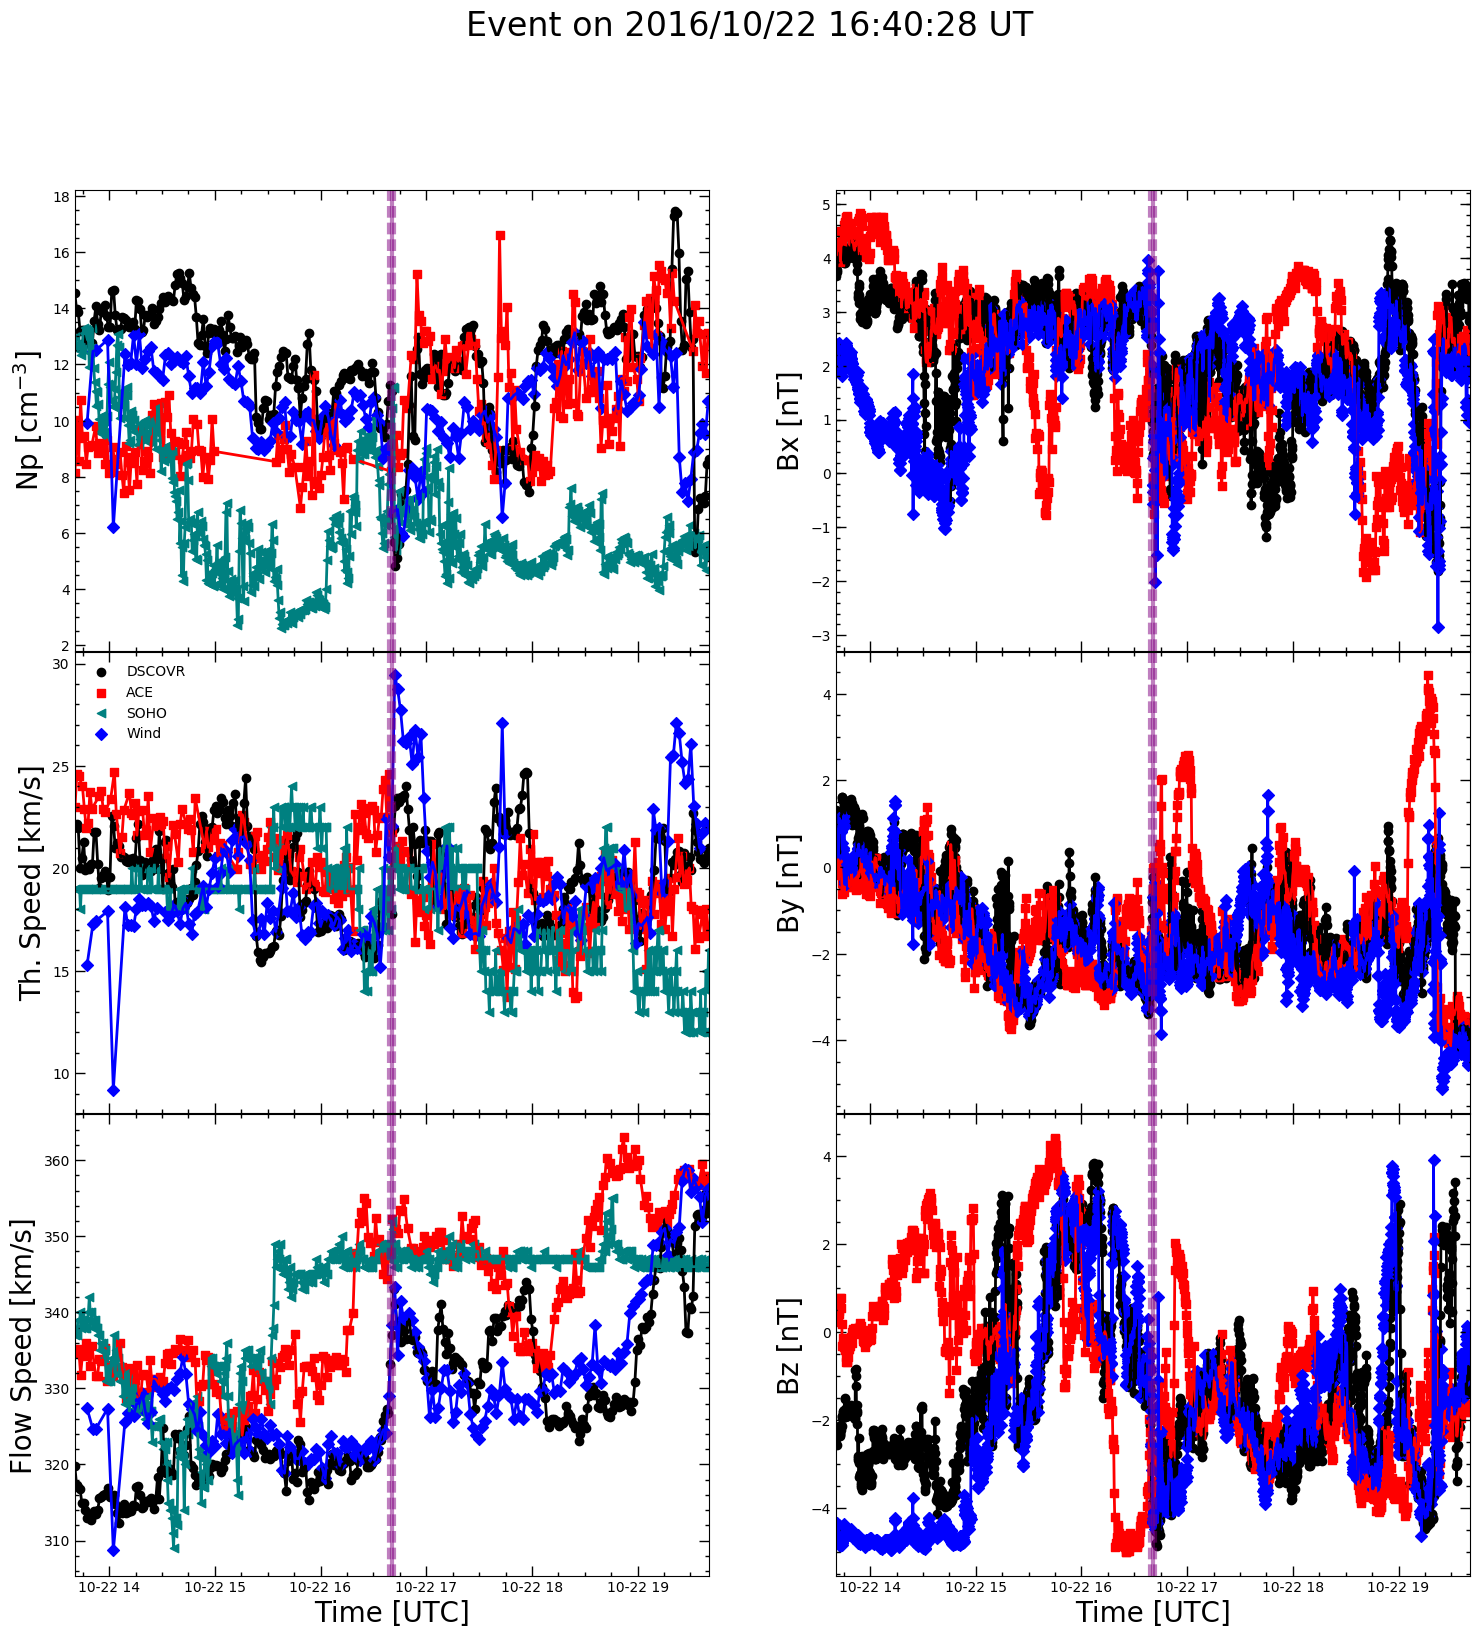 Event on 2016/10/22 16:40:28 UT
Np [cm⁻³]
18
16
14
12
10
8
6
4
2
Bx [nT]
5
4
3
2
1
0
−1
−2
−3
Th. Speed [km/s]
30
25
20
15
10
DSCOVR
ACE
SOHO
Wind
By [nT]
4
2
0
−2
−4
Flow Speed [km/s]
360
350
340
330
320
310
Bz [nT]
4
2
0
−2
−4
10-22 14 10-22 15 10-22 16 10-22 17 10-22 18 10-22 19
Time [UTC]
10-22 14 10-22 15 10-22 16 10-22 17 10-22 18 10-22 19
Time [UTC]